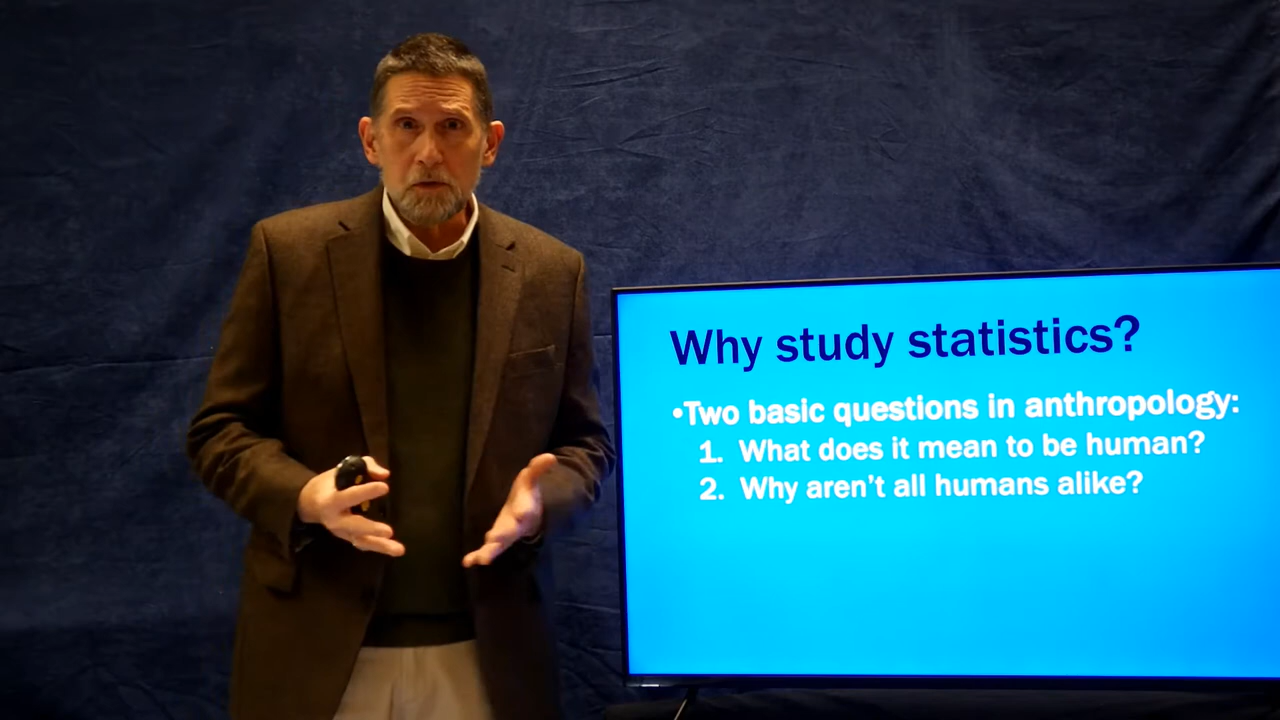 Why study statistics?
•Two basic questions in anthropology:
1. What does it mean to be human?
2. Why aren't all humans alike?